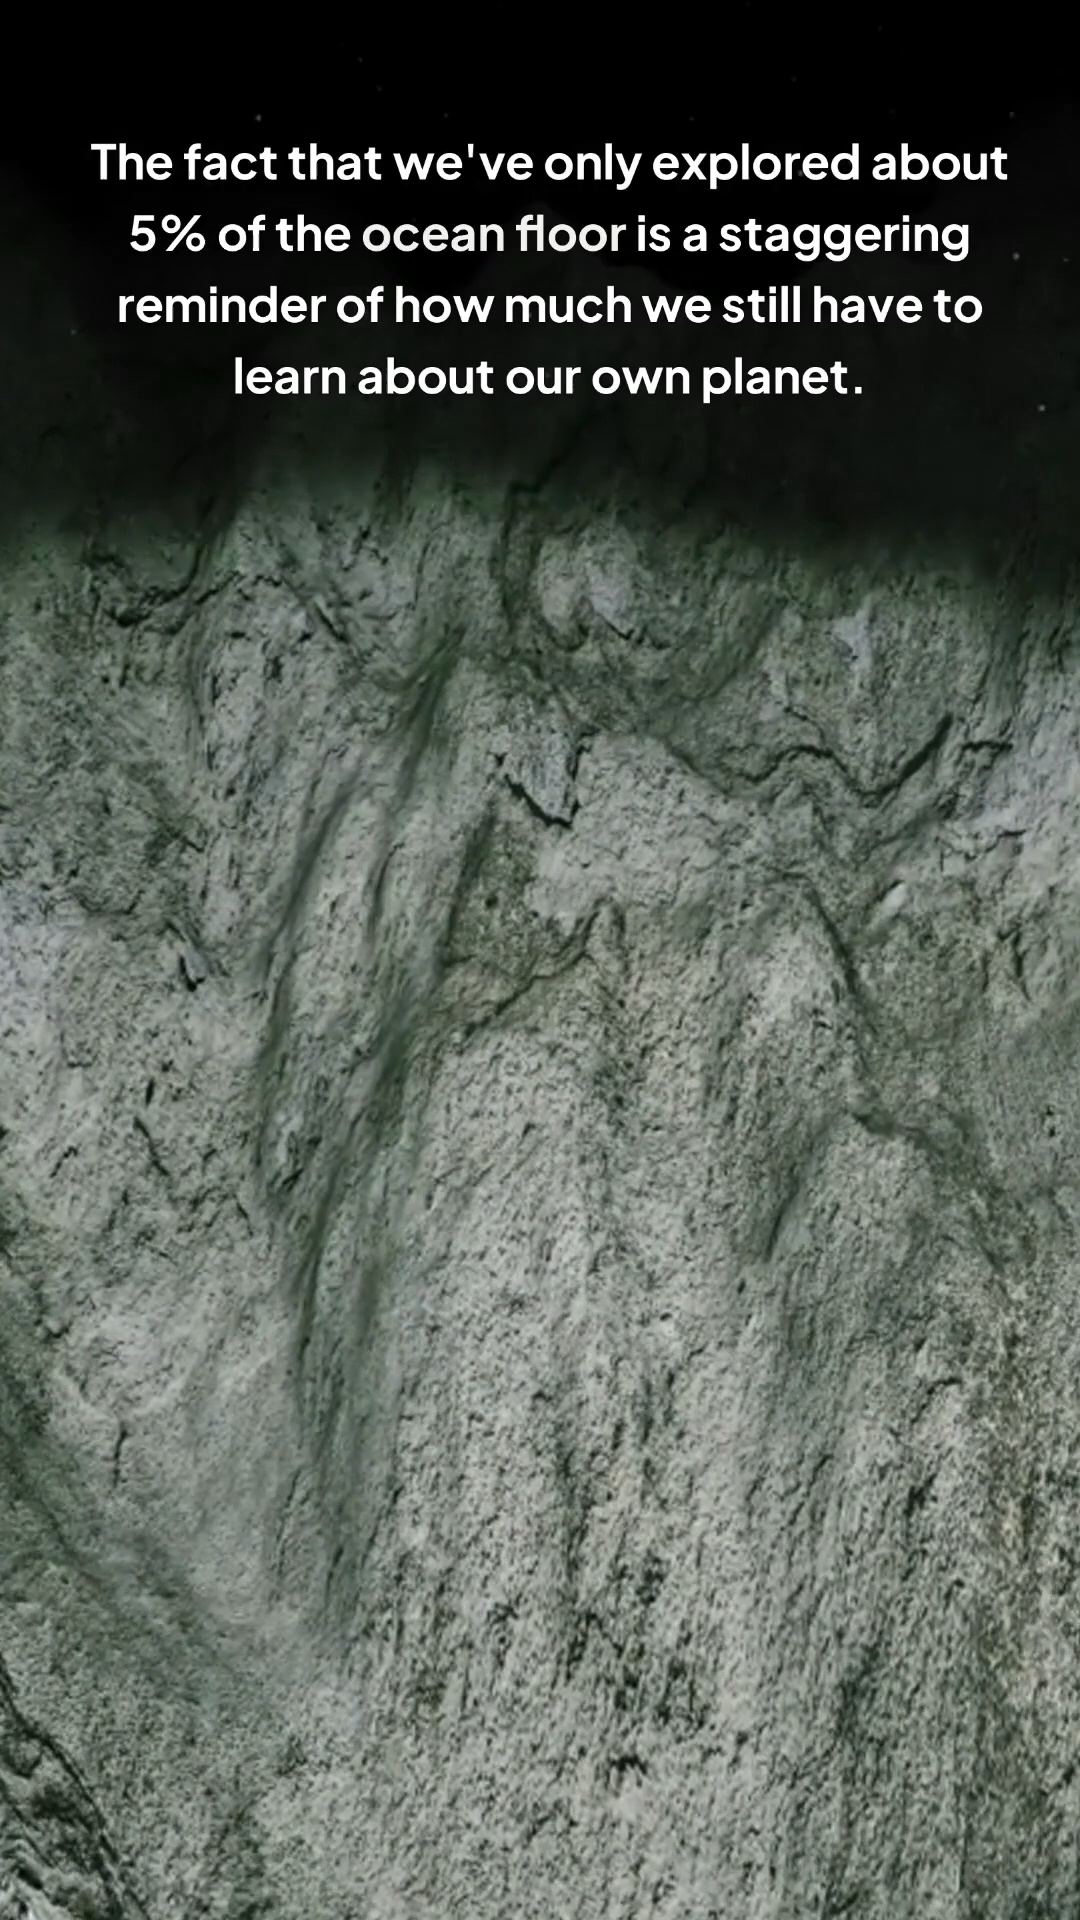 The fact that we've only explored about
5% of the ocean floor is a staggering
reminder of how much we still have to
learn about our own planet.